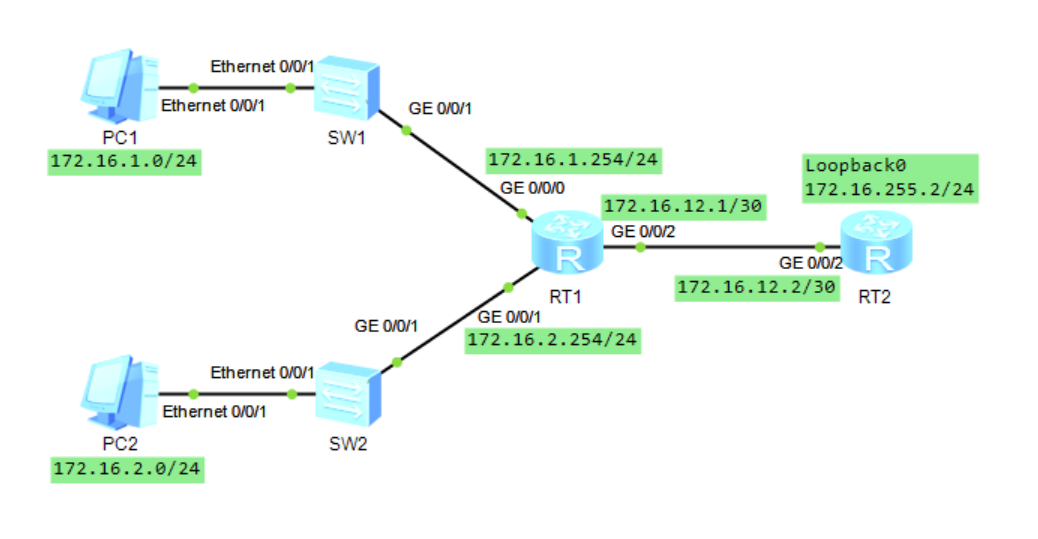 Ethernet 0/0/1
Ethernet 0/0/1
PC1
172.16.1.0/24
SW1
GE 0/0/1
172.16.1.254/24
GE 0/0/0
172.16.12.1/30
GE 0/0/2
R
RT1
Loopback0
172.16.255.2/24
R
GE 0/0/2
172.16.12.2/30
RT2
GE 0/0/1
172.16.2.254/24
GE 0/0/1
Ethernet 0/0/1
Ethernet 0/0/1
PC2
172.16.2.0/24
SW2